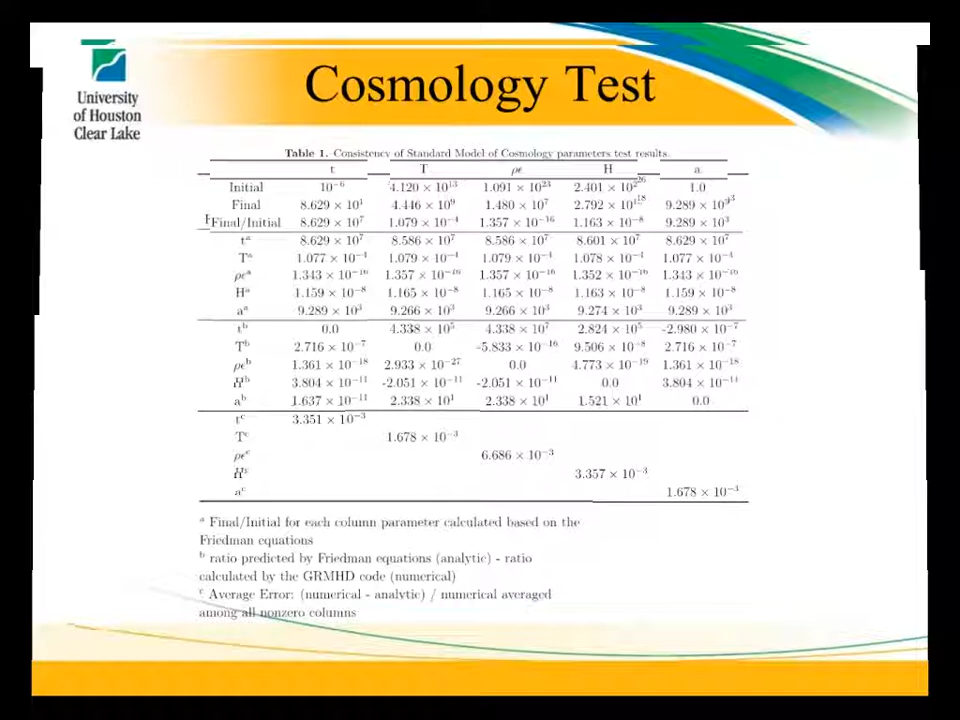 University
of Houston
Clear Lake
Cosmology Test
Table 1. Consistency of Standard Model of Cosmology parameters test results.
t T ρϵ H a
Initial 10⁻⁶ 4.120 × 10¹³ 1.091 × 10²³ 2.401 × 10²⁶ 1.0
Final 8.629 × 10¹ 4.446 × 10⁹ 1.480 × 10⁷ 2.792 × 10¹⁸ 9.289 × 10³
Final/Initial 8.629 × 10⁷ 1.079 × 10⁻⁴ 1.357 × 10⁻¹⁶ 1.163 × 10⁻⁸ 9.289 × 10³
tᵃ 8.629 × 10⁷ 8.586 × 10⁷ 8.586 × 10⁷ 8.601 × 10⁷ 8.629 × 10⁷
Tᵃ 1.077 × 10⁻⁴ 1.079 × 10⁻⁴ 1.079 × 10⁻⁴ 1.078 × 10⁻⁴ 1.077 × 10⁻⁴
ρϵᵃ 1.343 × 10⁻¹⁶ 1.357 × 10⁻¹⁶ 1.357 × 10⁻¹⁶ 1.352 × 10⁻¹⁶ 1.343 × 10⁻¹⁶
Hᵃ 1.159 × 10⁻⁸ 1.165 × 10⁻⁸ 1.165 × 10⁻⁸ 1.163 × 10⁻⁸ 1.159 × 10⁻⁸
aᵃ 9.289 × 10³ 9.266 × 10³ 9.266 × 10³ 9.274 × 10³ 9.289 × 10³
tᵇ 0.0 4.338 × 10⁵ 4.338 × 10⁷ 2.824 × 10⁵ -2.980 × 10⁻⁷
Tᵇ 2.716 × 10⁻⁷ 0.0 -5.833 × 10⁻¹⁶ 9.506 × 10⁻⁸ 2.716 × 10⁻⁷
ρϵᵇ 1.361 × 10⁻¹⁸ 2.933 × 10⁻²⁷ 0.0 4.773 × 10⁻¹⁹ 1.361 × 10⁻¹⁸
Hᵇ 3.804 × 10⁻¹¹ -2.051 × 10⁻¹¹ -2.051 × 10⁻¹¹ 0.0 3.804 × 10⁻¹¹
aᵇ 1.637 × 10⁻¹¹ 2.338 × 10¹ 2.338 × 10¹ 1.521 × 10¹ 0.0
tᶜ 3.351 × 10⁻³
Tᶜ 1.678 × 10⁻³
ρϵᶜ 6.686 × 10⁻³
Hᶜ 3.357 × 10⁻³
aᶜ 1.678 × 10⁻³
ᵃ Final/Initial for each column parameter calculated based on the
Friedman equations
ᵇ ratio predicted by Friedman equations (analytic) - ratio
calculated by the GRMHD code (numerical)
ᶜ Average Error: (numerical - analytic) / numerical averaged
among all nonzero columns